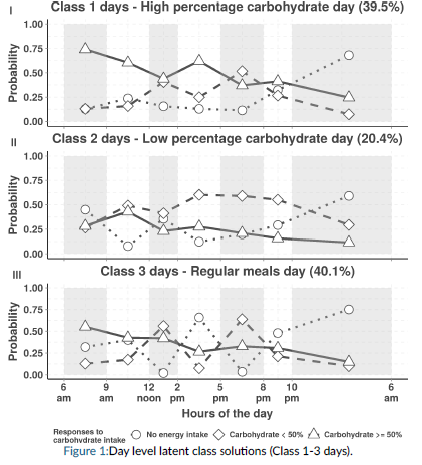 I
Class 1 days - High percentage carbohydrate day (39.5%)
1.00
0.75
0.50
0.25
0.00
Probability
II
Class 2 days - Low percentage carbohydrate day (20.4%)
1.00
0.75
0.50
0.25
0.00
Probability
III
Class 3 days - Regular meals day (40.1%)
1.00
0.75
0.50
0.25
0.00
Probability
6 9 12 2 5 8 10 6
am am noon pm pm pm pm am
Hours of the day
Responses to
carbohydrate intake
No energy intake Carbohydrate < 50% Carbohydrate >= 50%
Figure 1:Day level latent class solutions (Class 1-3 days).